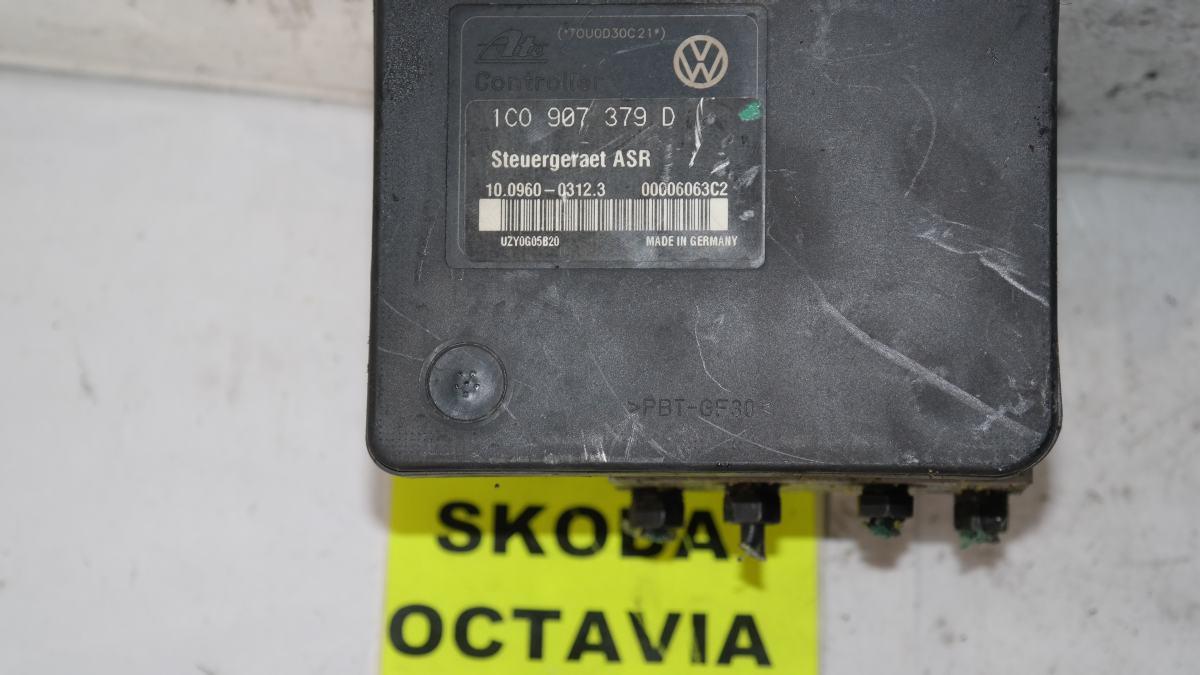 (*70U0D30C21*)
Ate
Controller
1C0 907 379 D
Steuergeraet ASR
10.0960-0312.3 00006063C2
UZY0G05B20 MADE IN GERMANY
>PBT-GF30<
SKODA
OCTAVIA